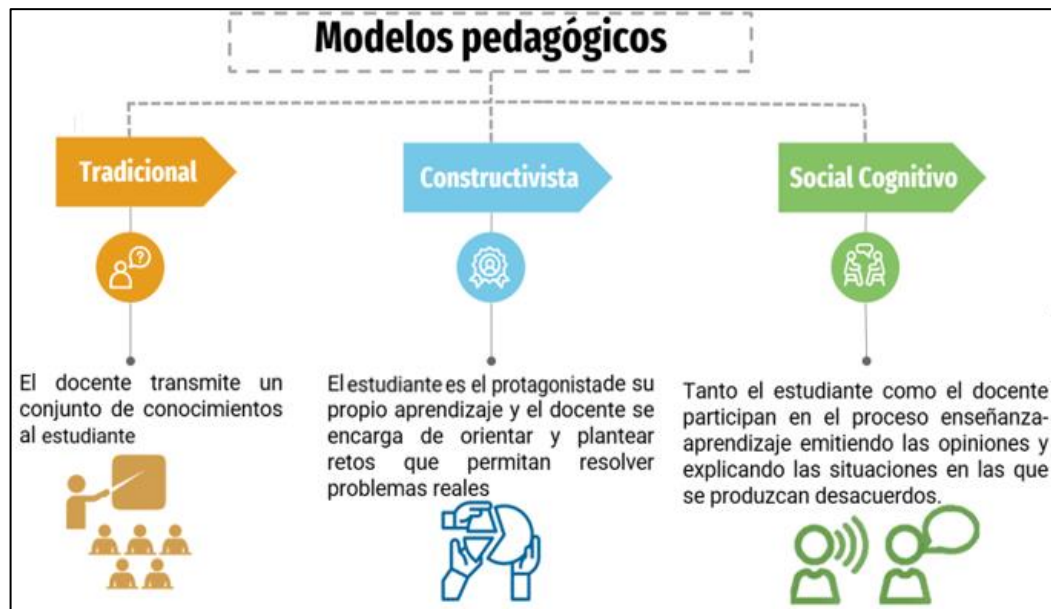 Modelos pedagógicos
Tradicional
El docente transmite un
conjunto de conocimientos
al estudiante
Constructivista
El estudiante es el protagonista de su
propio aprendizaje y el docente se
encarga de orientar y plantear
retos que permitan resolver
problemas reales
Social Cognitivo
Tanto el estudiante como el docente
participan en el proceso enseñanza-
aprendizaje emitiendo las opiniones y
explicando las situaciones en las que
se produzcan desacuerdos.